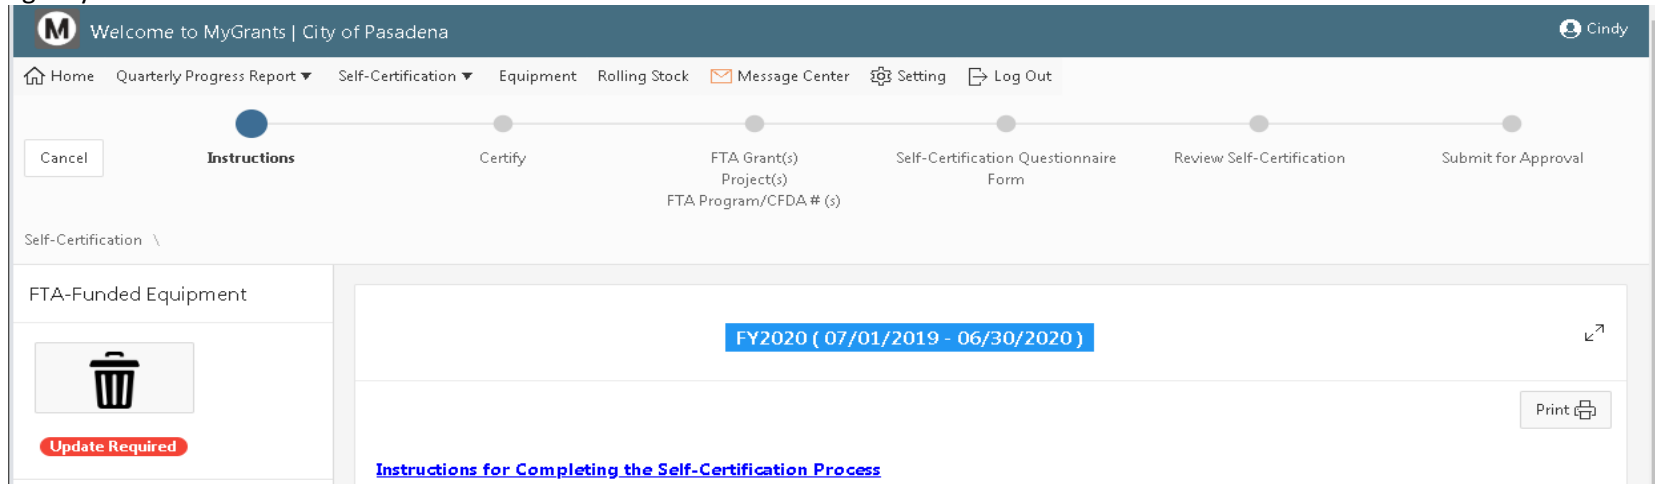 M Welcome to MyGrants | City of Pasadena
Cindy
Home Quarterly Progress Report ▼ Self-Certification ▼ Equipment Rolling Stock Message Center Setting Log Out
Cancel
Instructions
Certify
FTA Grant(s)
Project(s)
FTA Program/CFDA # (s)
Self-Certification Questionnaire
Form
Review Self-Certification
Submit for Approval
Self-Certification \
FTA-Funded Equipment
Update Required
FY2020 ( 07/01/2019 - 06/30/2020 )
Print
Instructions for Completing the Self-Certification Process